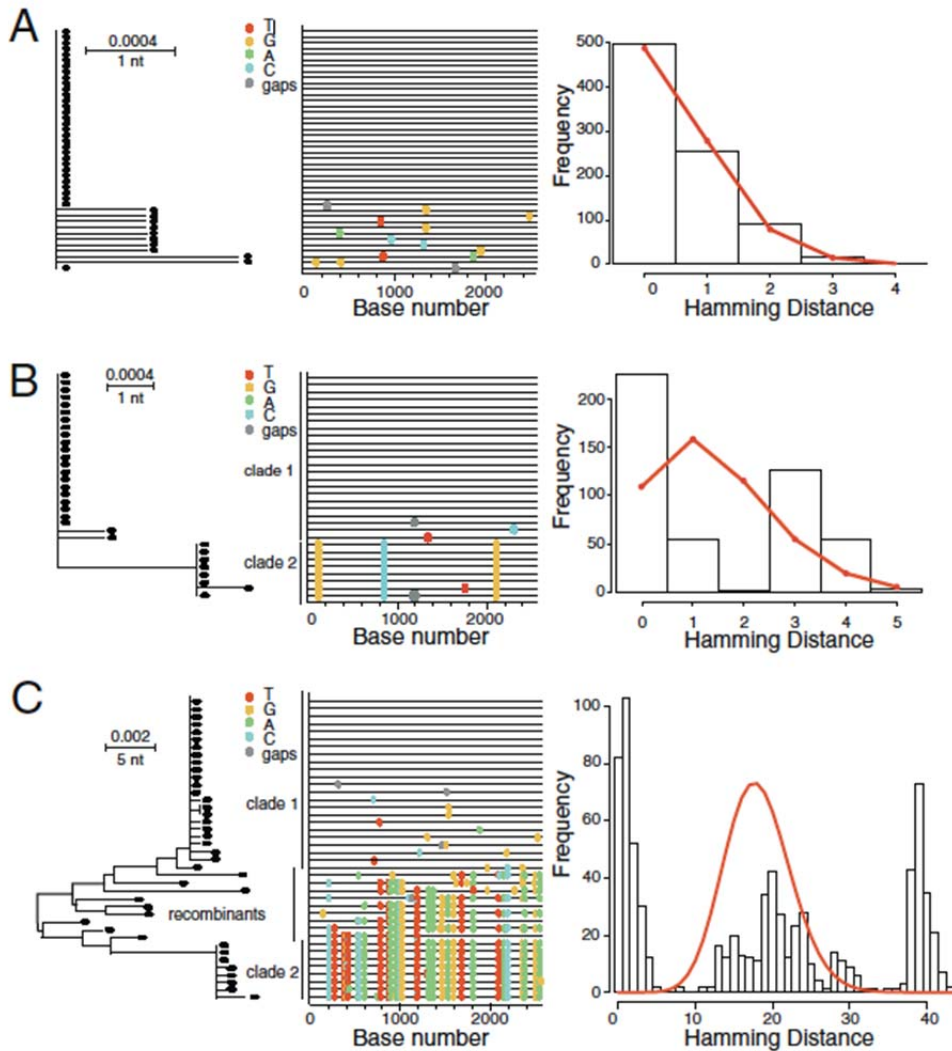 A
0.0004
1 nt
T
G
A
C
gaps
0 1000 2000
Base number
500
400
300
200
100
0
Frequency
0 1 2 3 4
Hamming Distance
B
0.0004
1 nt
T
G
A
C
gaps
clade 1
clade 2
0 1000 2000
Base number
200
150
100
50
0
Frequency
0 1 2 3 4 5
Hamming Distance
C
0.002
5 nt
T
G
A
C
gaps
clade 1
recombinants
clade 2
0 1000 2000
Base number
100
80
60
40
20
0
Frequency
0 10 20 30 40
Hamming Distance